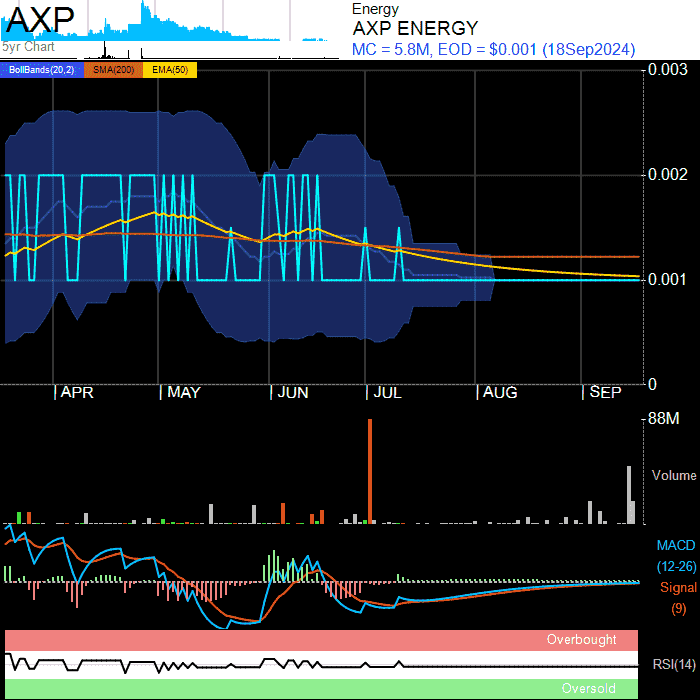 AXP
5yr Chart
Energy
AXP ENERGY
MC = 5.8M, EOD = $0.001 (18Sep2024)
BollBands(20,2) SMA(200) EMA(50)
0.003
0.002
0.001
0
APR MAY JUN JUL AUG SEP
88M
Volume
MACD
(12-26)
Signal
(9)
Overbought
RSI(14)
Oversold